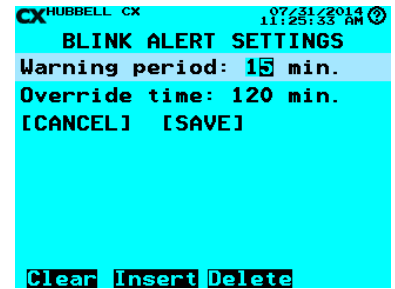 CX HUBBELL CX 07/31/2014 11:25:33 AM ?
BLINK ALERT SETTINGS
Warning period: 15 min.
Override time: 120 min.
[CANCEL] [SAVE]
Clear Insert Delete